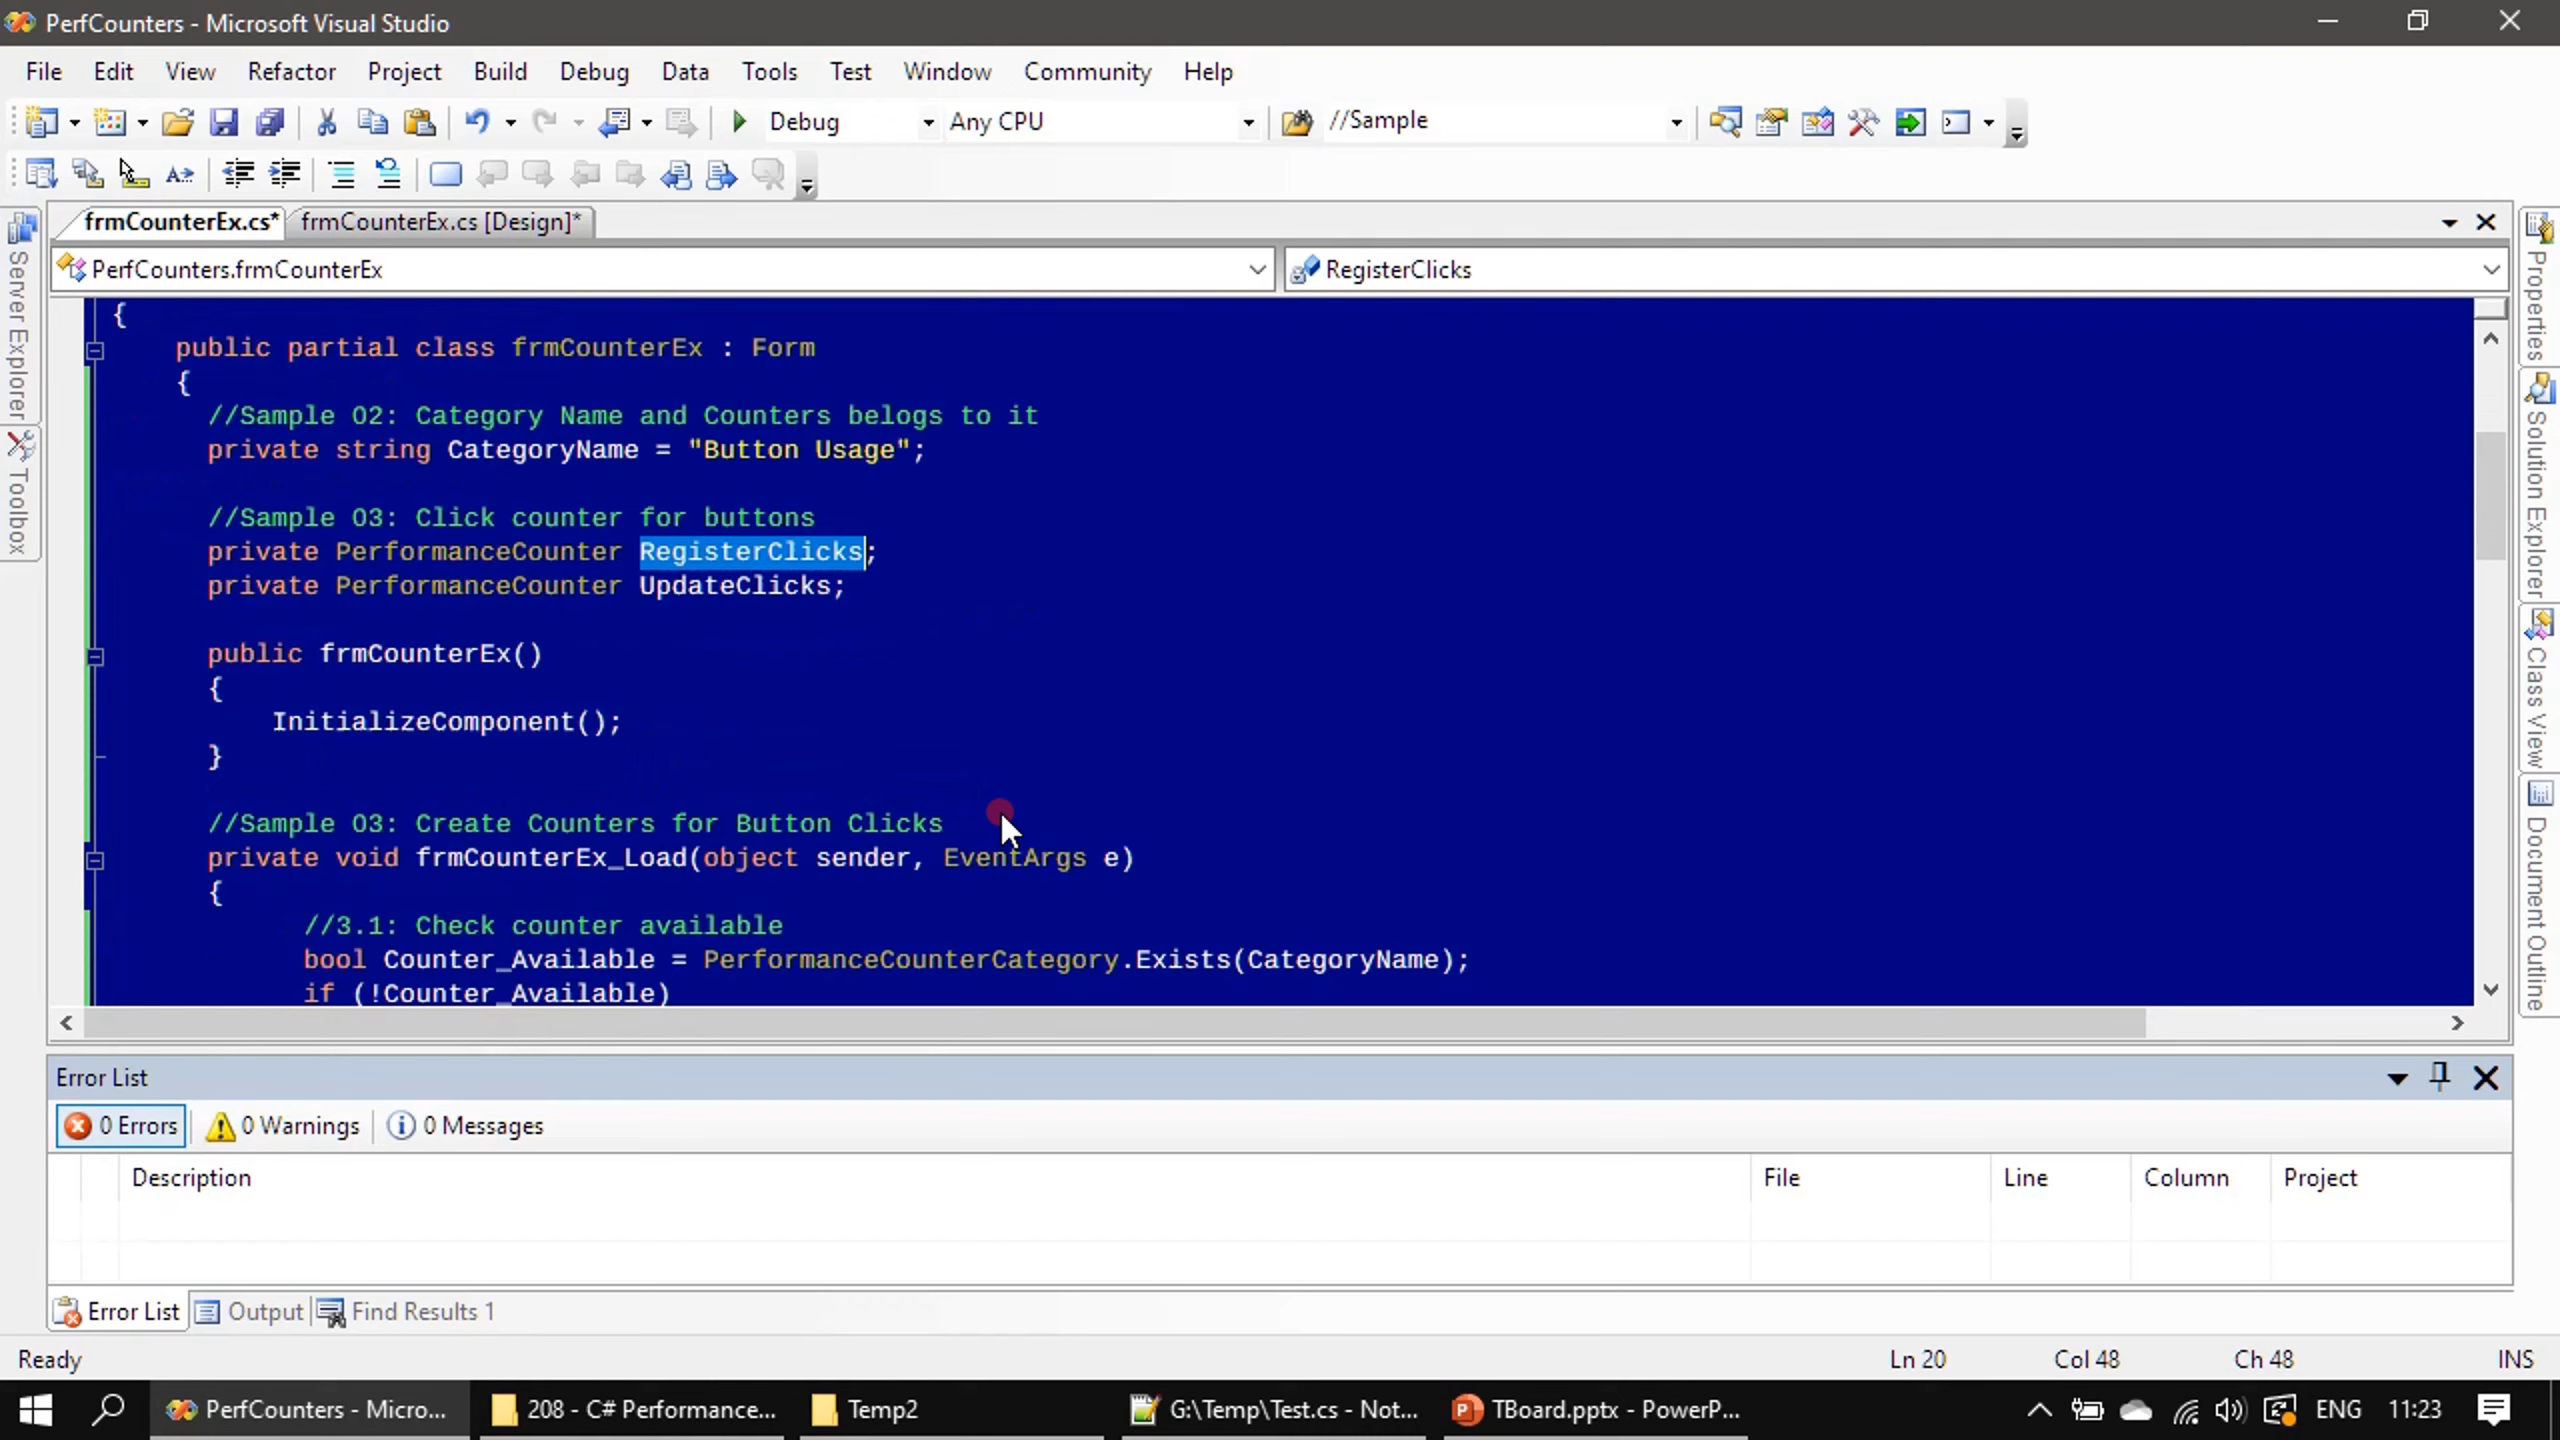 PerfCounters - Microsoft Visual Studio
File Edit View Refactor Project Build Debug Data Tools Test Window Community Help
Debug Any CPU //Sample
frmCounterEx.cs* frmCounterEx.cs [Design]*
PerfCounters.frmCounterEx RegisterClicks
Server Explorer
Toolbox
{
public partial class frmCounterEx : Form
{
//Sample 02: Category Name and Counters belogs to it
private string CategoryName = "Button Usage";
//Sample 03: Click counter for buttons
private PerformanceCounter RegisterClicks;
private PerformanceCounter UpdateClicks;
public frmCounterEx()
{
InitializeComponent();
}
//Sample 03: Create Counters for Button Clicks
private void frmCounterEx_Load(object sender, EventArgs e)
{
//3.1: Check counter available
bool Counter_Available = PerformanceCounterCategory.Exists(CategoryName);
if (!Counter_Available)
Properties
Solution Explorer
Class View
Document Outline
Error List
0 Errors 0 Warnings 0 Messages
Description File Line Column Project
Error List Output Find Results 1
Ready Ln 20 Col 48 Ch 48 INS
PerfCounters - Micro... 208 - C# Performance... Temp2 G:\Temp\Test.cs - Not... TBoard.pptx - PowerP... ENG 11:23